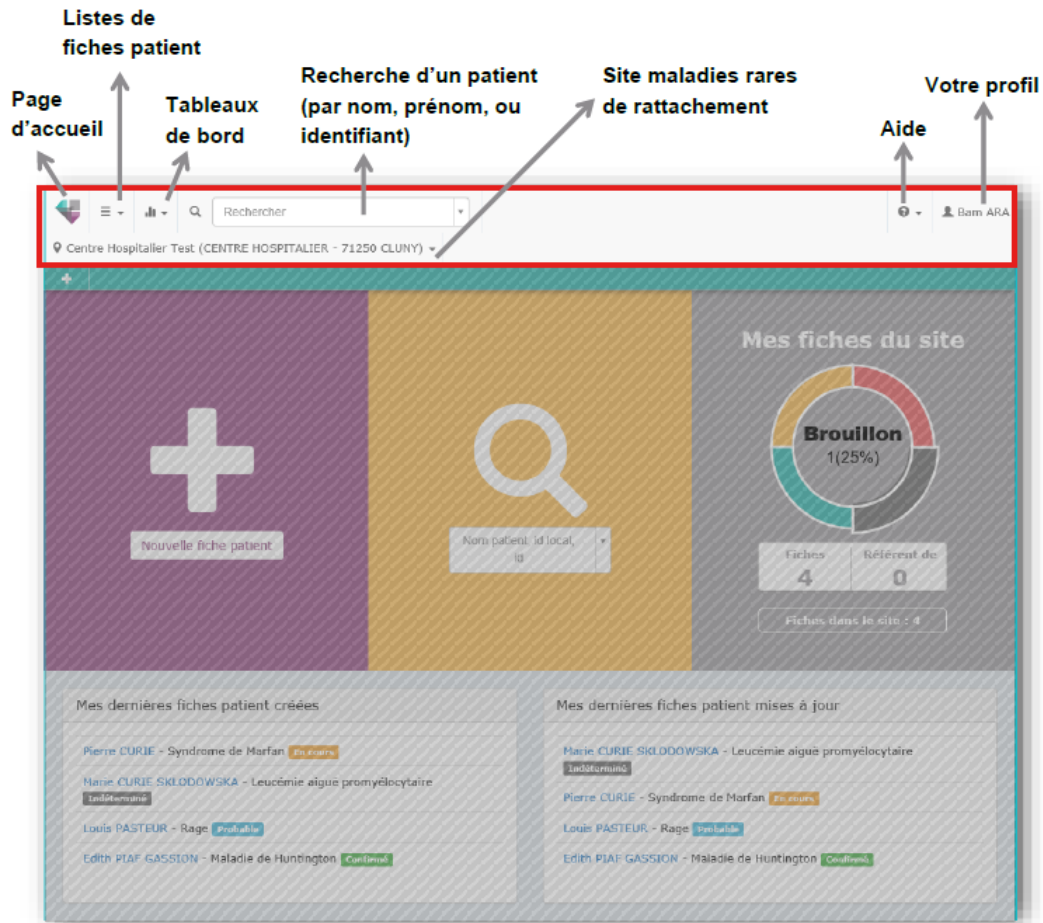 Listes de
fiches patient
Page
d'accueil
Tableaux
de bord
Recherche d'un patient
(par nom, prénom, ou
identifiant)
Site maladies rares
de rattachement
Aide
Votre profil
Rechercher
Bam ARA
Centre Hospitalier Test (CENTRE HOSPITALIER - 71250 CLUNY)
Mes fiches du site
Brouillon
1(25%)
Nouvelle fiche patient
Nom patient, id local,
id
Fiches
4
Référent de
0
Fiches dans le site : 4
Mes dernières fiches patient créées
Pierre CURIE - Syndrome de Marfan En cours
Marie CURIE SKLODOWSKA - Leucémie aiguë promyélocytaire
Indéterminé
Louis PASTEUR - Rage Probable
Edith PIAF GASSION - Maladie de Huntington Confirmé
Mes dernières fiches patient mises à jour
Marie CURIE SKLODOWSKA - Leucémie aiguë promyélocytaire
Indéterminé
Pierre CURIE - Syndrome de Marfan En cours
Louis PASTEUR - Rage Probable
Edith PIAF GASSION - Maladie de Huntington Confirmé